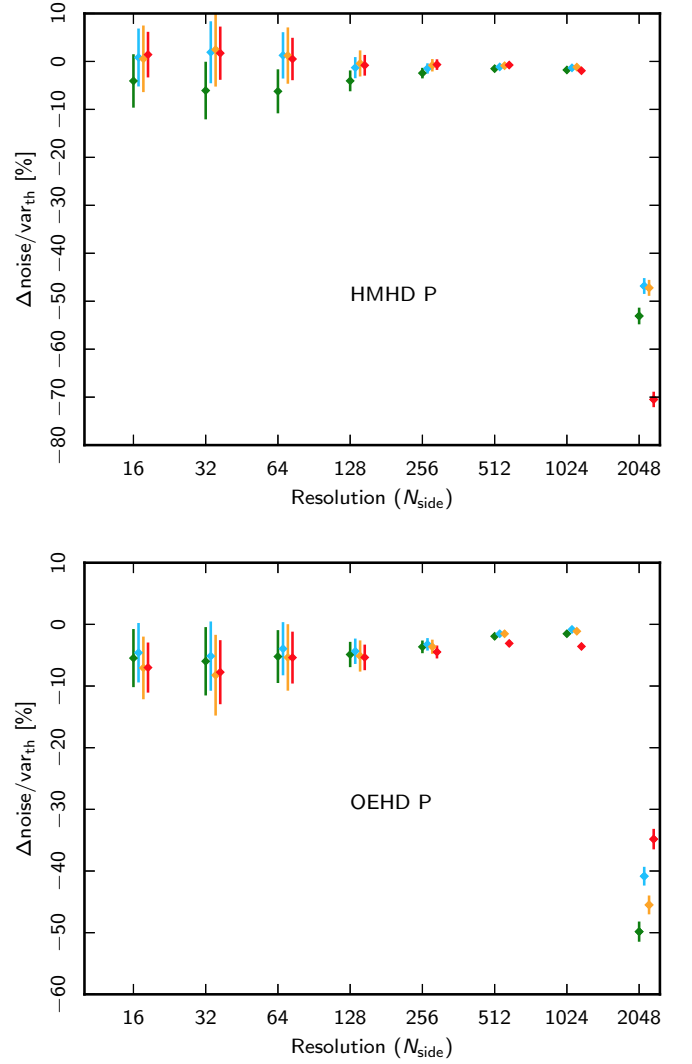 10
0
−10
−20
−30
−40
−50
−60
−70
−80
Δnoise/var_th [%]
HMHD P
16 32 64 128 256 512 1024 2048
Resolution (N_side)
10
0
−10
−20
−30
−40
−50
−60
Δnoise/var_th [%]
OEHD P
16 32 64 128 256 512 1024 2048
Resolution (N_side)